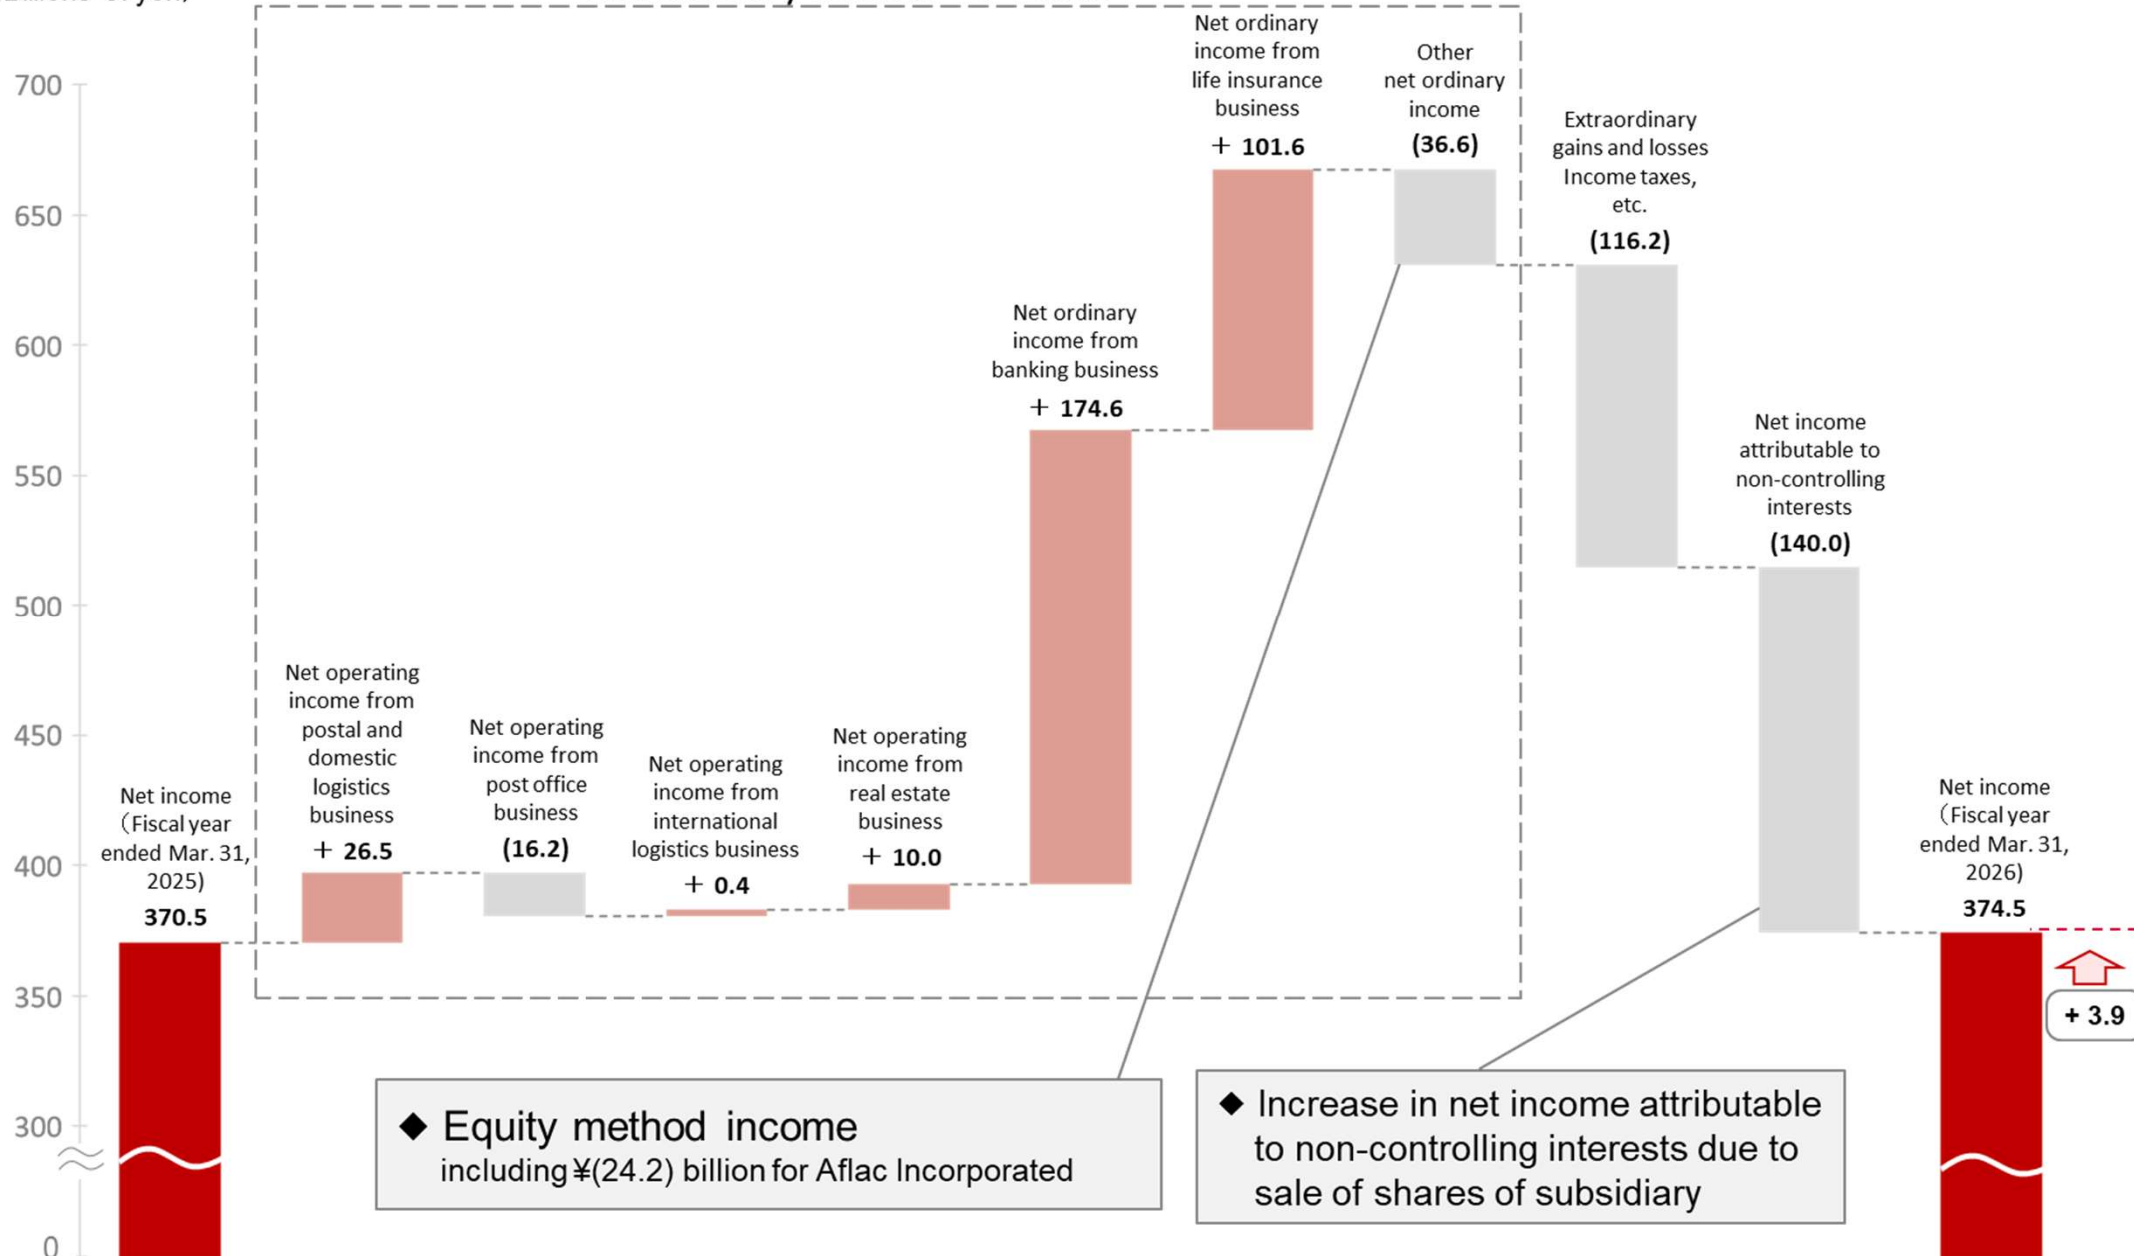 700
650
600
550
500
450
400
350
300
0
Net income
（Fiscal year
ended Mar. 31,
2025)
370.5
Net operating
income from
postal and
domestic
logistics
business
+ 26.5
Net operating
income from
post office
business
(16.2)
Net operating
income from
international
logistics business
+ 0.4
Net operating
income from
real estate
business
+ 10.0
Net ordinary
income from
banking business
+ 174.6
Net ordinary
income from
life insurance
business
+ 101.6
Other
net ordinary
income
(36.6)
Extraordinary
gains and losses
Income taxes,
etc.
(116.2)
Net income
attributable to
non-controlling
interests
(140.0)
Net income
（Fiscal year
ended Mar. 31,
2026)
374.5
+ 3.9
◆ Equity method income
including ¥(24.2) billion for Aflac Incorporated
◆ Increase in net income attributable
to non-controlling interests due to
sale of shares of subsidiary